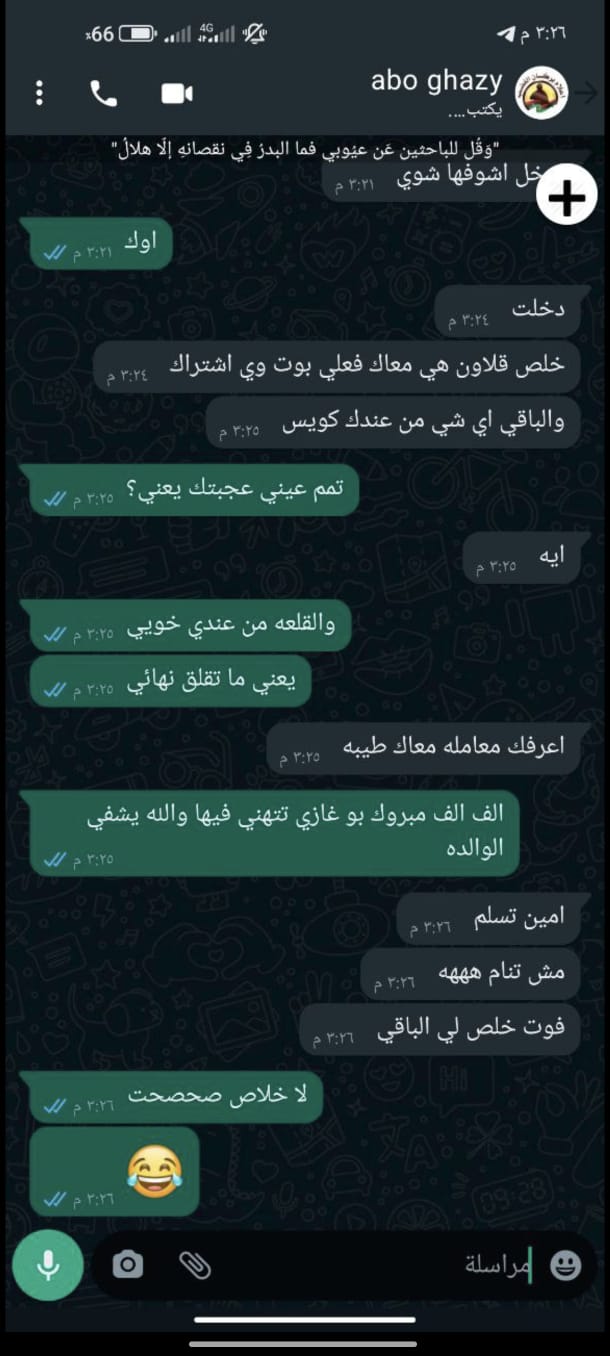 ٣:٢٦ م
4G
66%
abo ghazy
يكتب....
"وَقُل للباحثين عَن عيُوبي فما البدرُ فِي نقصانهِ إلّا هلالُ"
خل اشوفها شوي ٣:٢١ م
اوك ٣:٢١ م
دخلت ٣:٢٤ م
خلص قلاون هي معاك فعلي بوت وي اشتراك ٣:٢٤ م
والباقي اي شي من عندك كويس ٣:٢٥ م
تمم عيني عجبتك يعني؟ ٣:٢٥ م
ايه ٣:٢٥ م
والقلعه من عندي خويي ٣:٢٥ م
يعني ما تقلق نهائي ٣:٢٥ م
اعرفك معامله معاك طيبه ٣:٢٥ م
الف الف مبروك بو غازي تتهني فيها والله يشفي
الوالده ٣:٢٥ م
امين تسلم ٣:٢٦ م
مش تنام هههه ٣:٢٦ م
فوت خلص لي الباقي ٣:٢٦ م
لا خلاص صحصحت ٣:٢٦ م
😂 ٣:٢٦ م
مراسلة